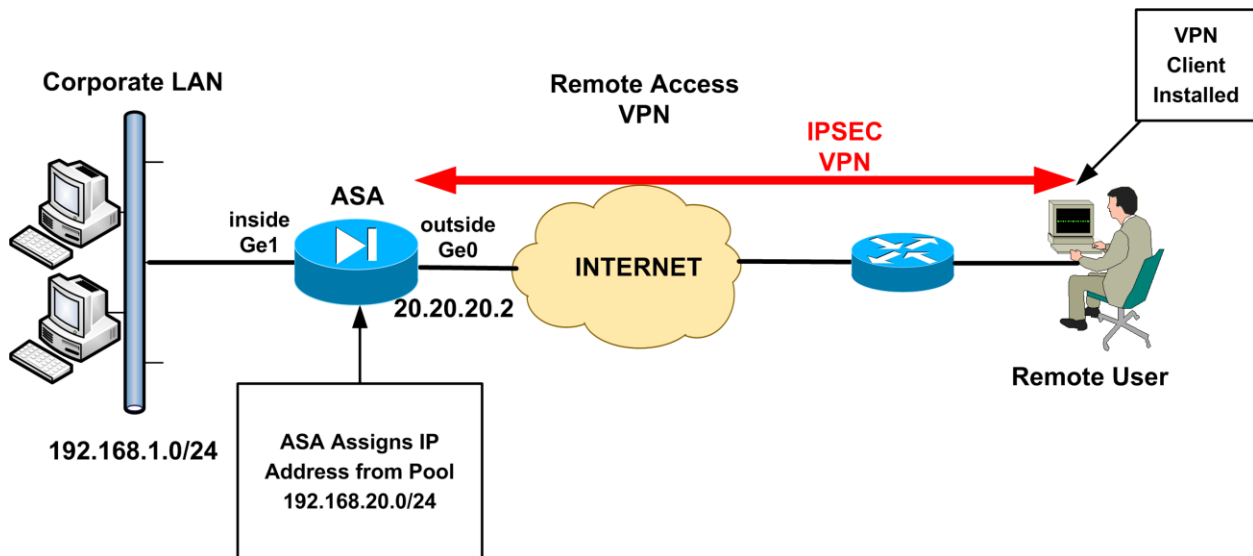 VPN
Client
Installed
Corporate LAN
Remote Access
VPN
IPSEC
VPN
ASA
inside
Ge1
outside
Ge0
INTERNET
20.20.20.2
Remote User
192.168.1.0/24
ASA Assigns IP
Address from Pool
192.168.20.0/24